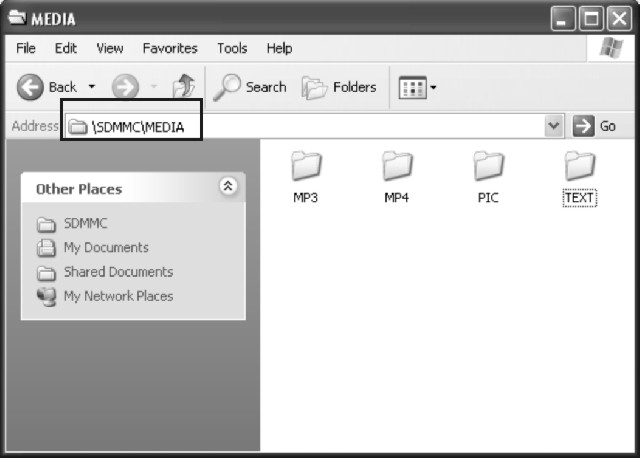 MEDIA
File Edit View Favorites Tools Help
Back Search Folders
Address \SDMMC\MEDIA Go
Other Places
SDMMC
My Documents
Shared Documents
My Network Places
MP3 MP4 PIC TEXT